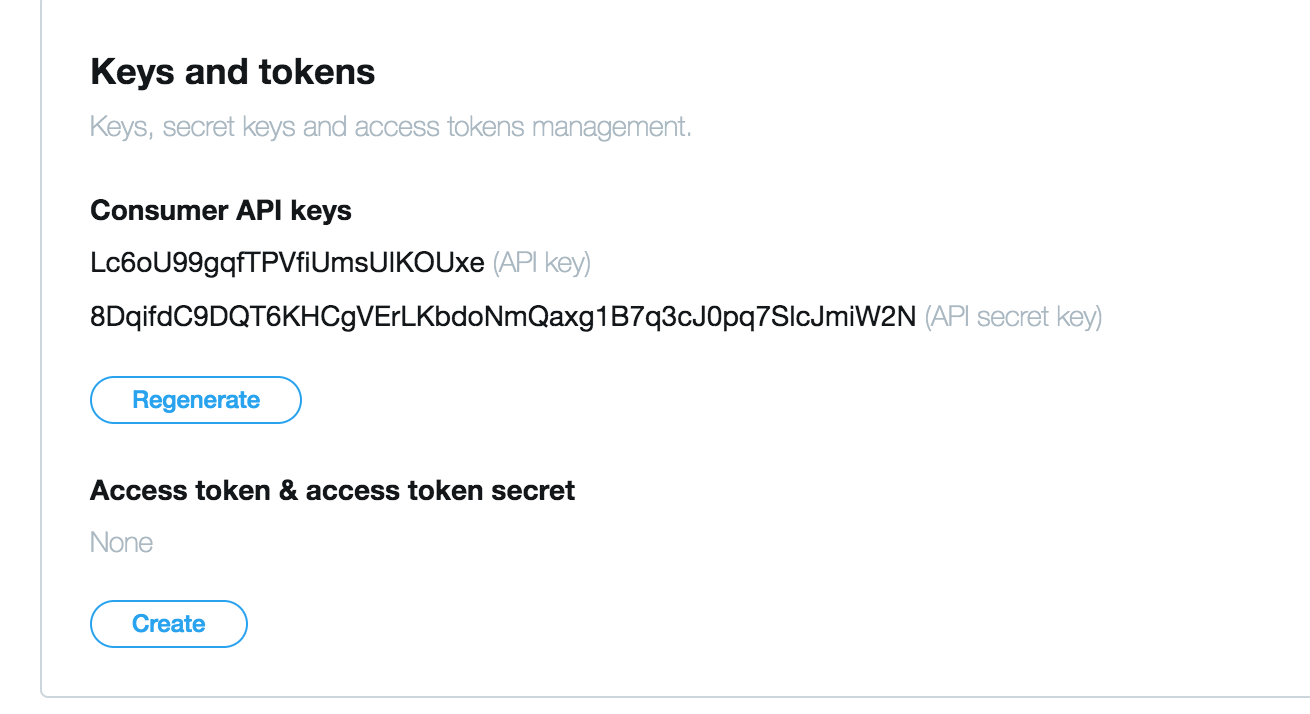 Keys and tokens
Keys, secret keys and access tokens management.
Consumer API keys
Lc6oU99gqfTPVfiUmsUlKOUxe (API key)
8DqifdC9DQT6KHCgVErLKbdoNmQaxg1B7q3cJ0pq7SlcJmiW2N (API secret key)
Regenerate
Access token & access token secret
None
Create